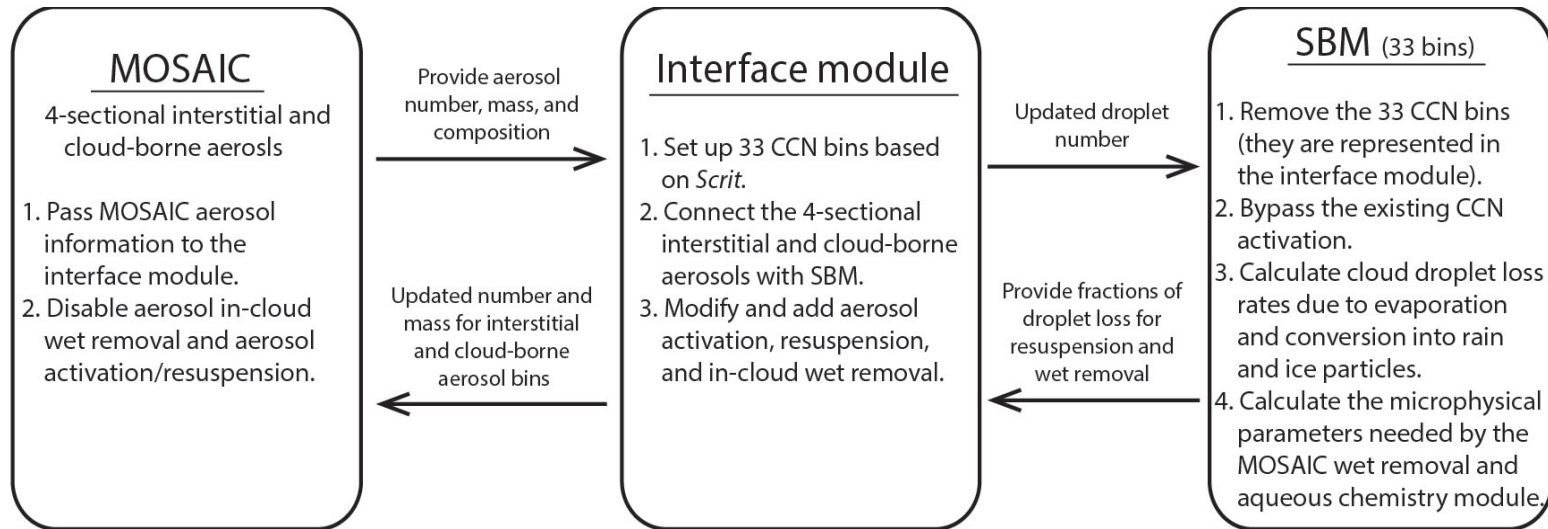 MOSAIC
4-sectional interstitial and
cloud-borne aerosls
1. Pass MOSAIC aerosol
information to the
interface module.
2. Disable aerosol in-cloud
wet removal and aerosol
activation/resuspension.
Provide aerosol
number, mass, and
composition
Updated number and
mass for interstitial
and cloud-borne
aerosol bins
Interface module
1. Set up 33 CCN bins based
on Scrit.
2. Connect the 4-sectional
interstitial and cloud-borne
aerosols with SBM.
3. Modify and add aerosol
activation, resuspension,
and in-cloud wet removal.
Updated droplet
number
Provide fractions of
droplet loss for
resuspension and
wet removal
SBM (33 bins)
1. Remove the 33 CCN bins
(they are represented in
the interface module).
2. Bypass the existing CCN
activation.
3. Calculate cloud droplet loss
rates due to evaporation
and conversion into rain
and ice particles.
4. Calculate the microphysical
parameters needed by the
MOSAIC wet removal and
aqueous chemistry module.